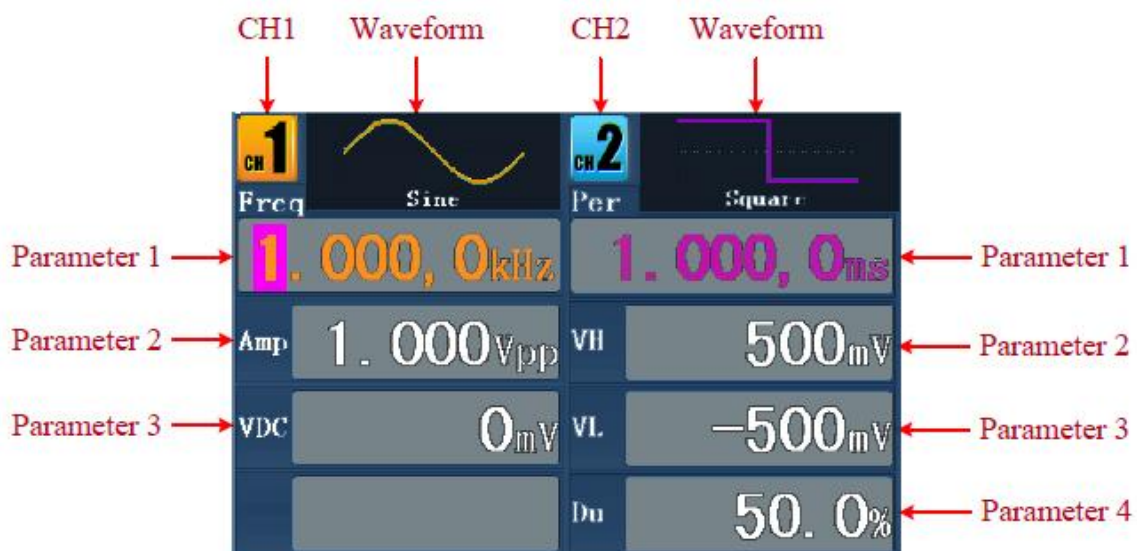 CH1 Waveform CH2 Waveform
CH 1 CH 2
Sine Square
Freq Per
Parameter 1 1.000,0kHz 1.000,0ms Parameter 1
Parameter 2 Amp 1.000Vpp VH 500mV Parameter 2
Parameter 3 VDC 0mV VL -500mV Parameter 3
Du 50.0% Parameter 4